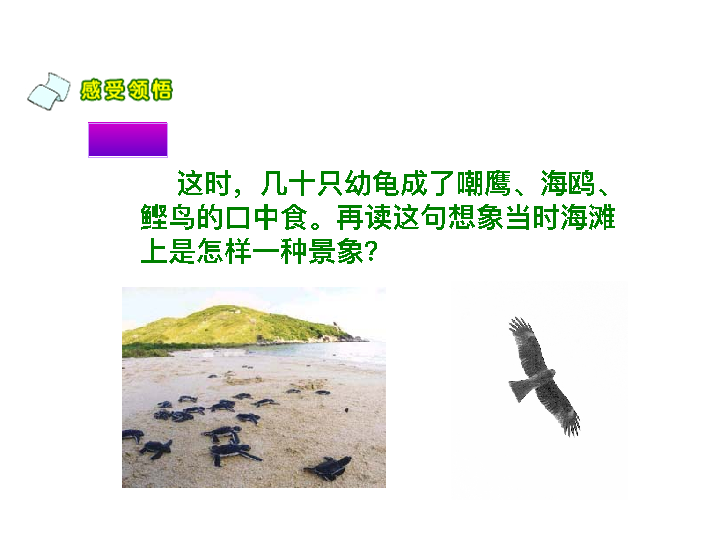 感受领悟
这时，几十只幼龟成了嘲鹰、海鸥、
鲣鸟的口中食。再读这句想象当时海滩
上是怎样一种景象？